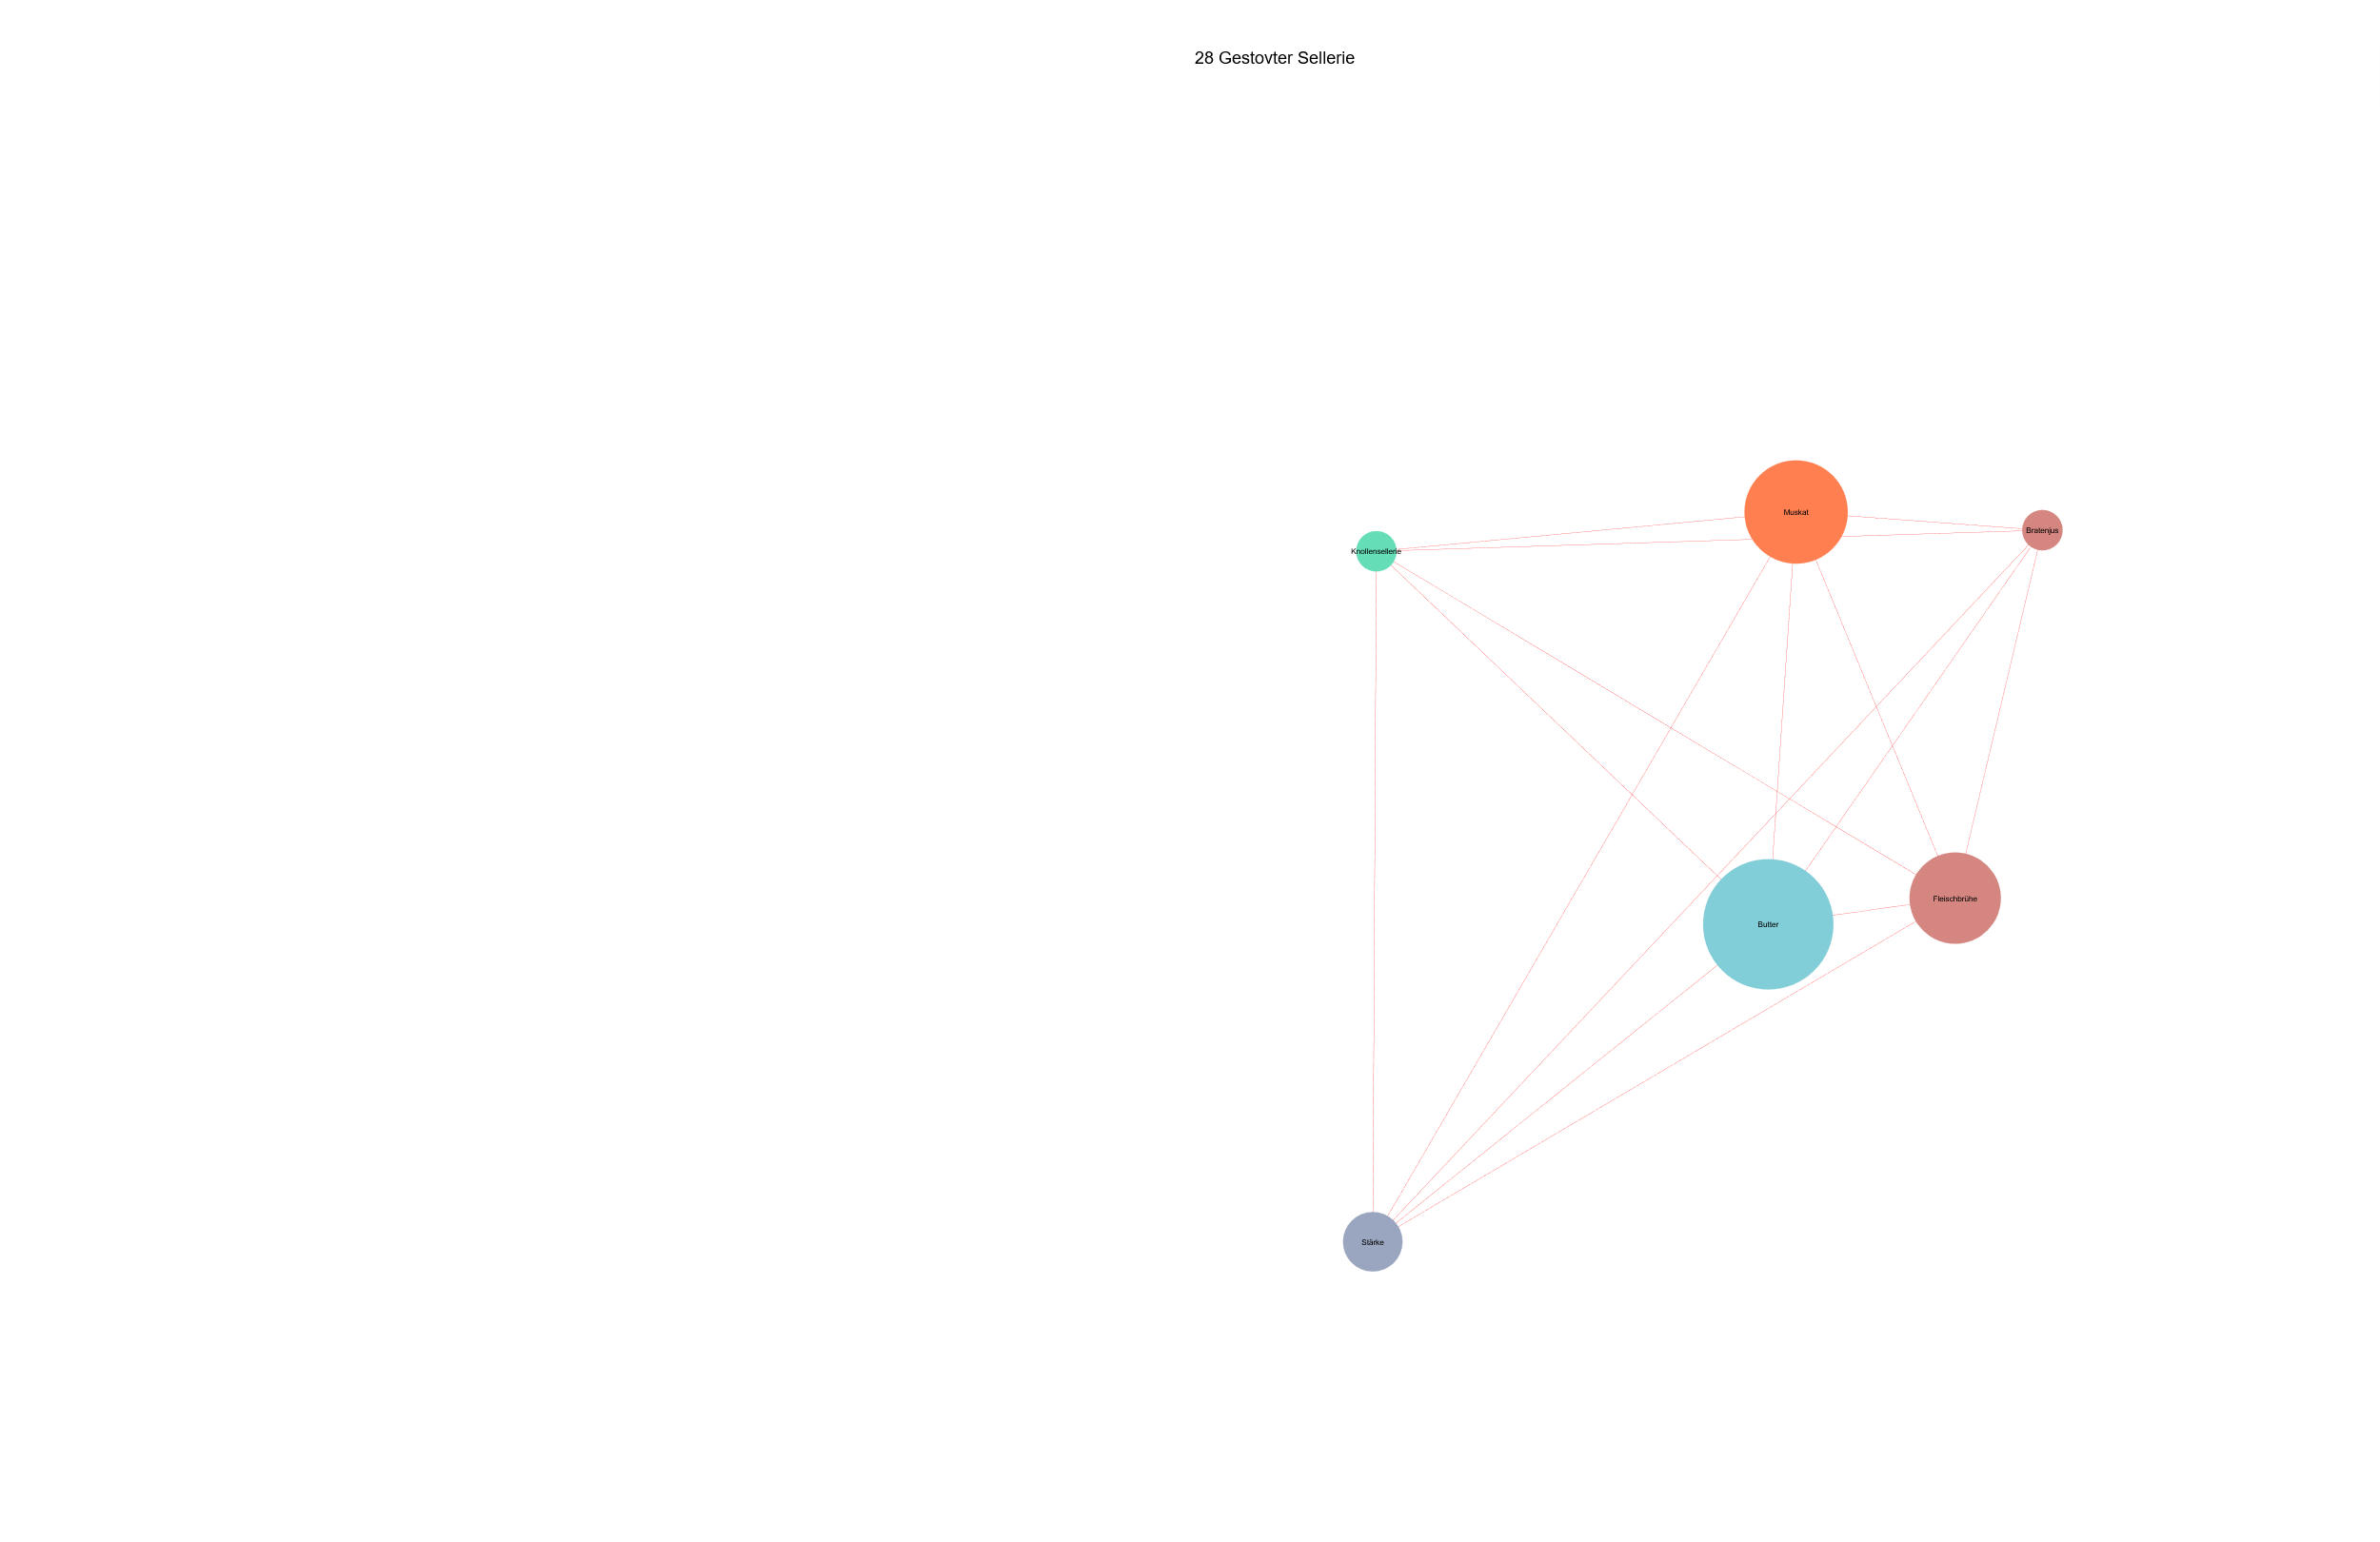 28 Gestovter Sellerie
Muskat
Bratenjus
Knollensellerie
Fleischbrühe
Butter
Stärke